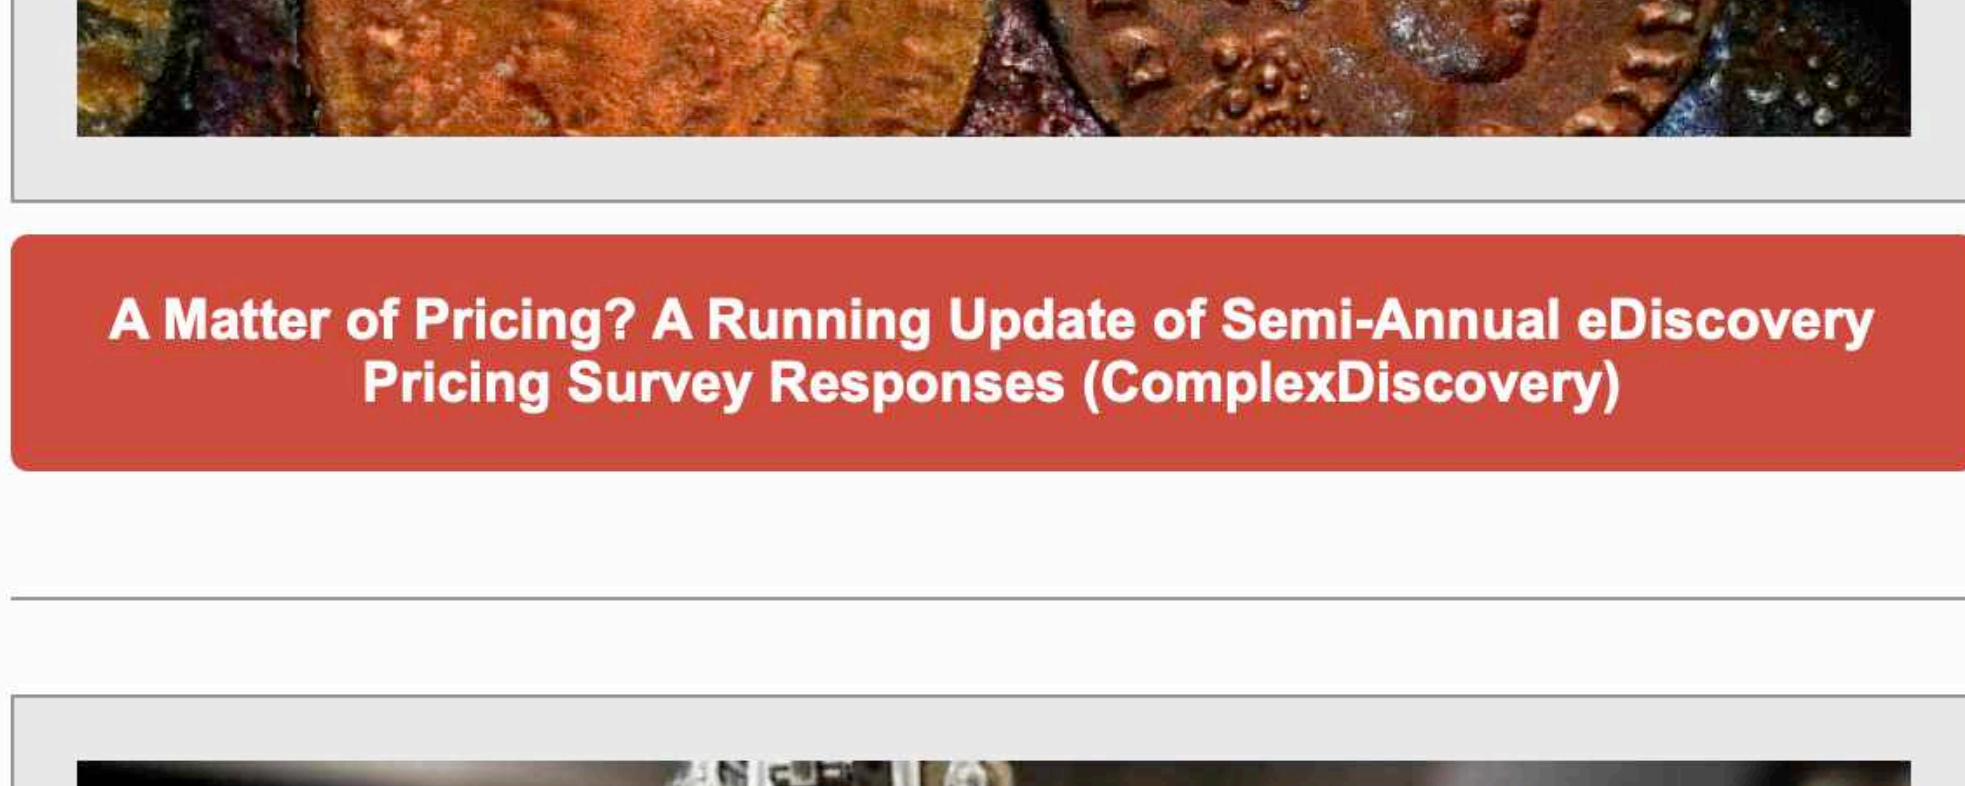 A Matter of Pricing? A Running Update of Semi-Annual eDiscovery
Pricing Survey Responses (ComplexDiscovery)